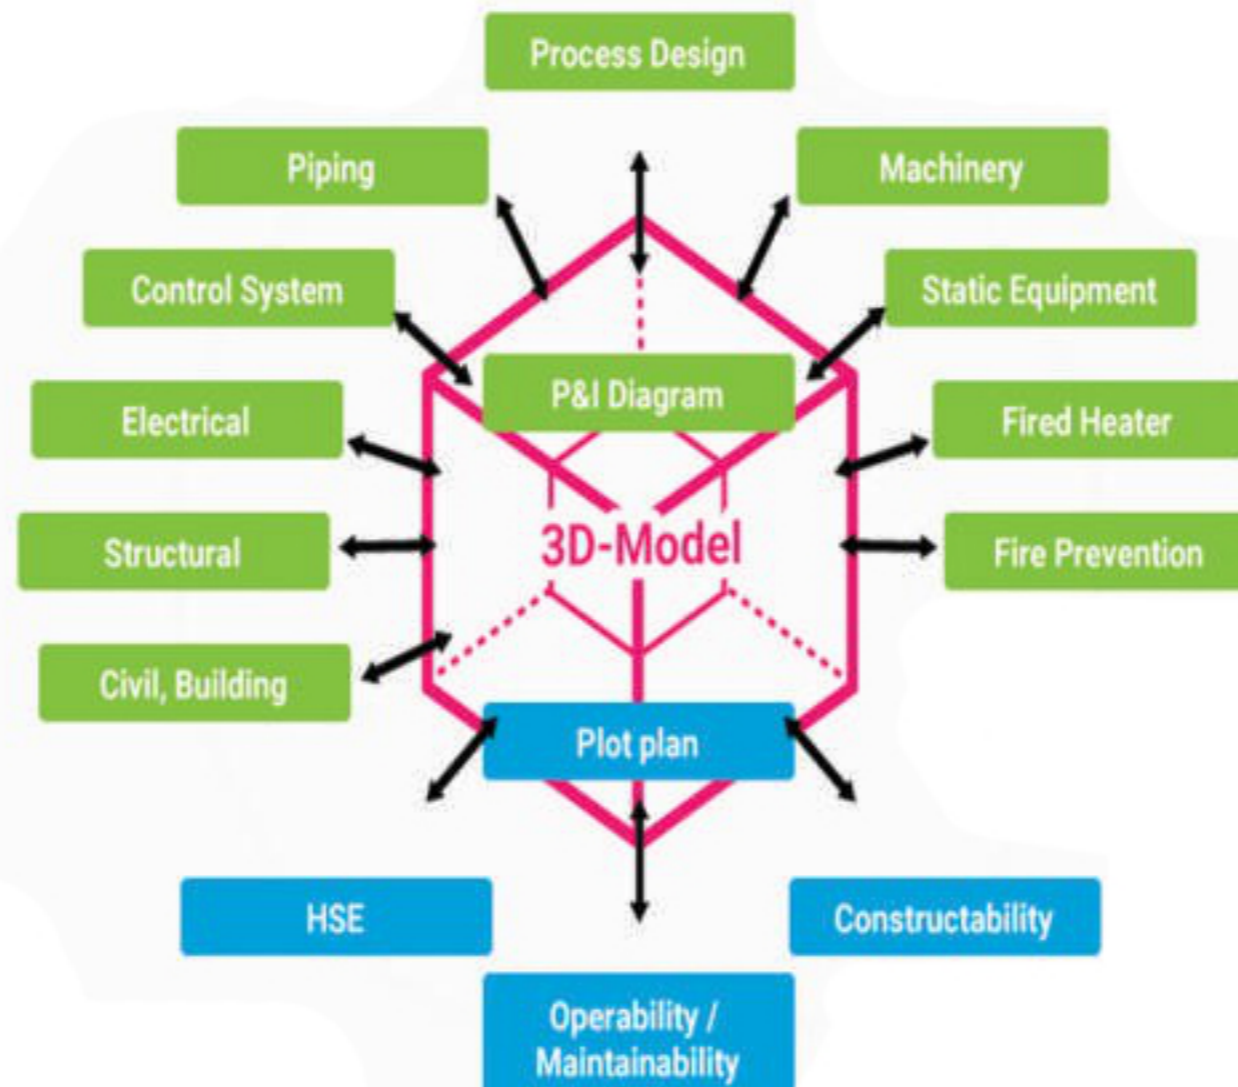 Process Design
Piping
Machinery
Control System
Static Equipment
P&I Diagram
Electrical
Fired Heater
3D-Model
Structural
Fire Prevention
Civil, Building
Plot plan
HSE
Constructability
Operability /
Maintainability